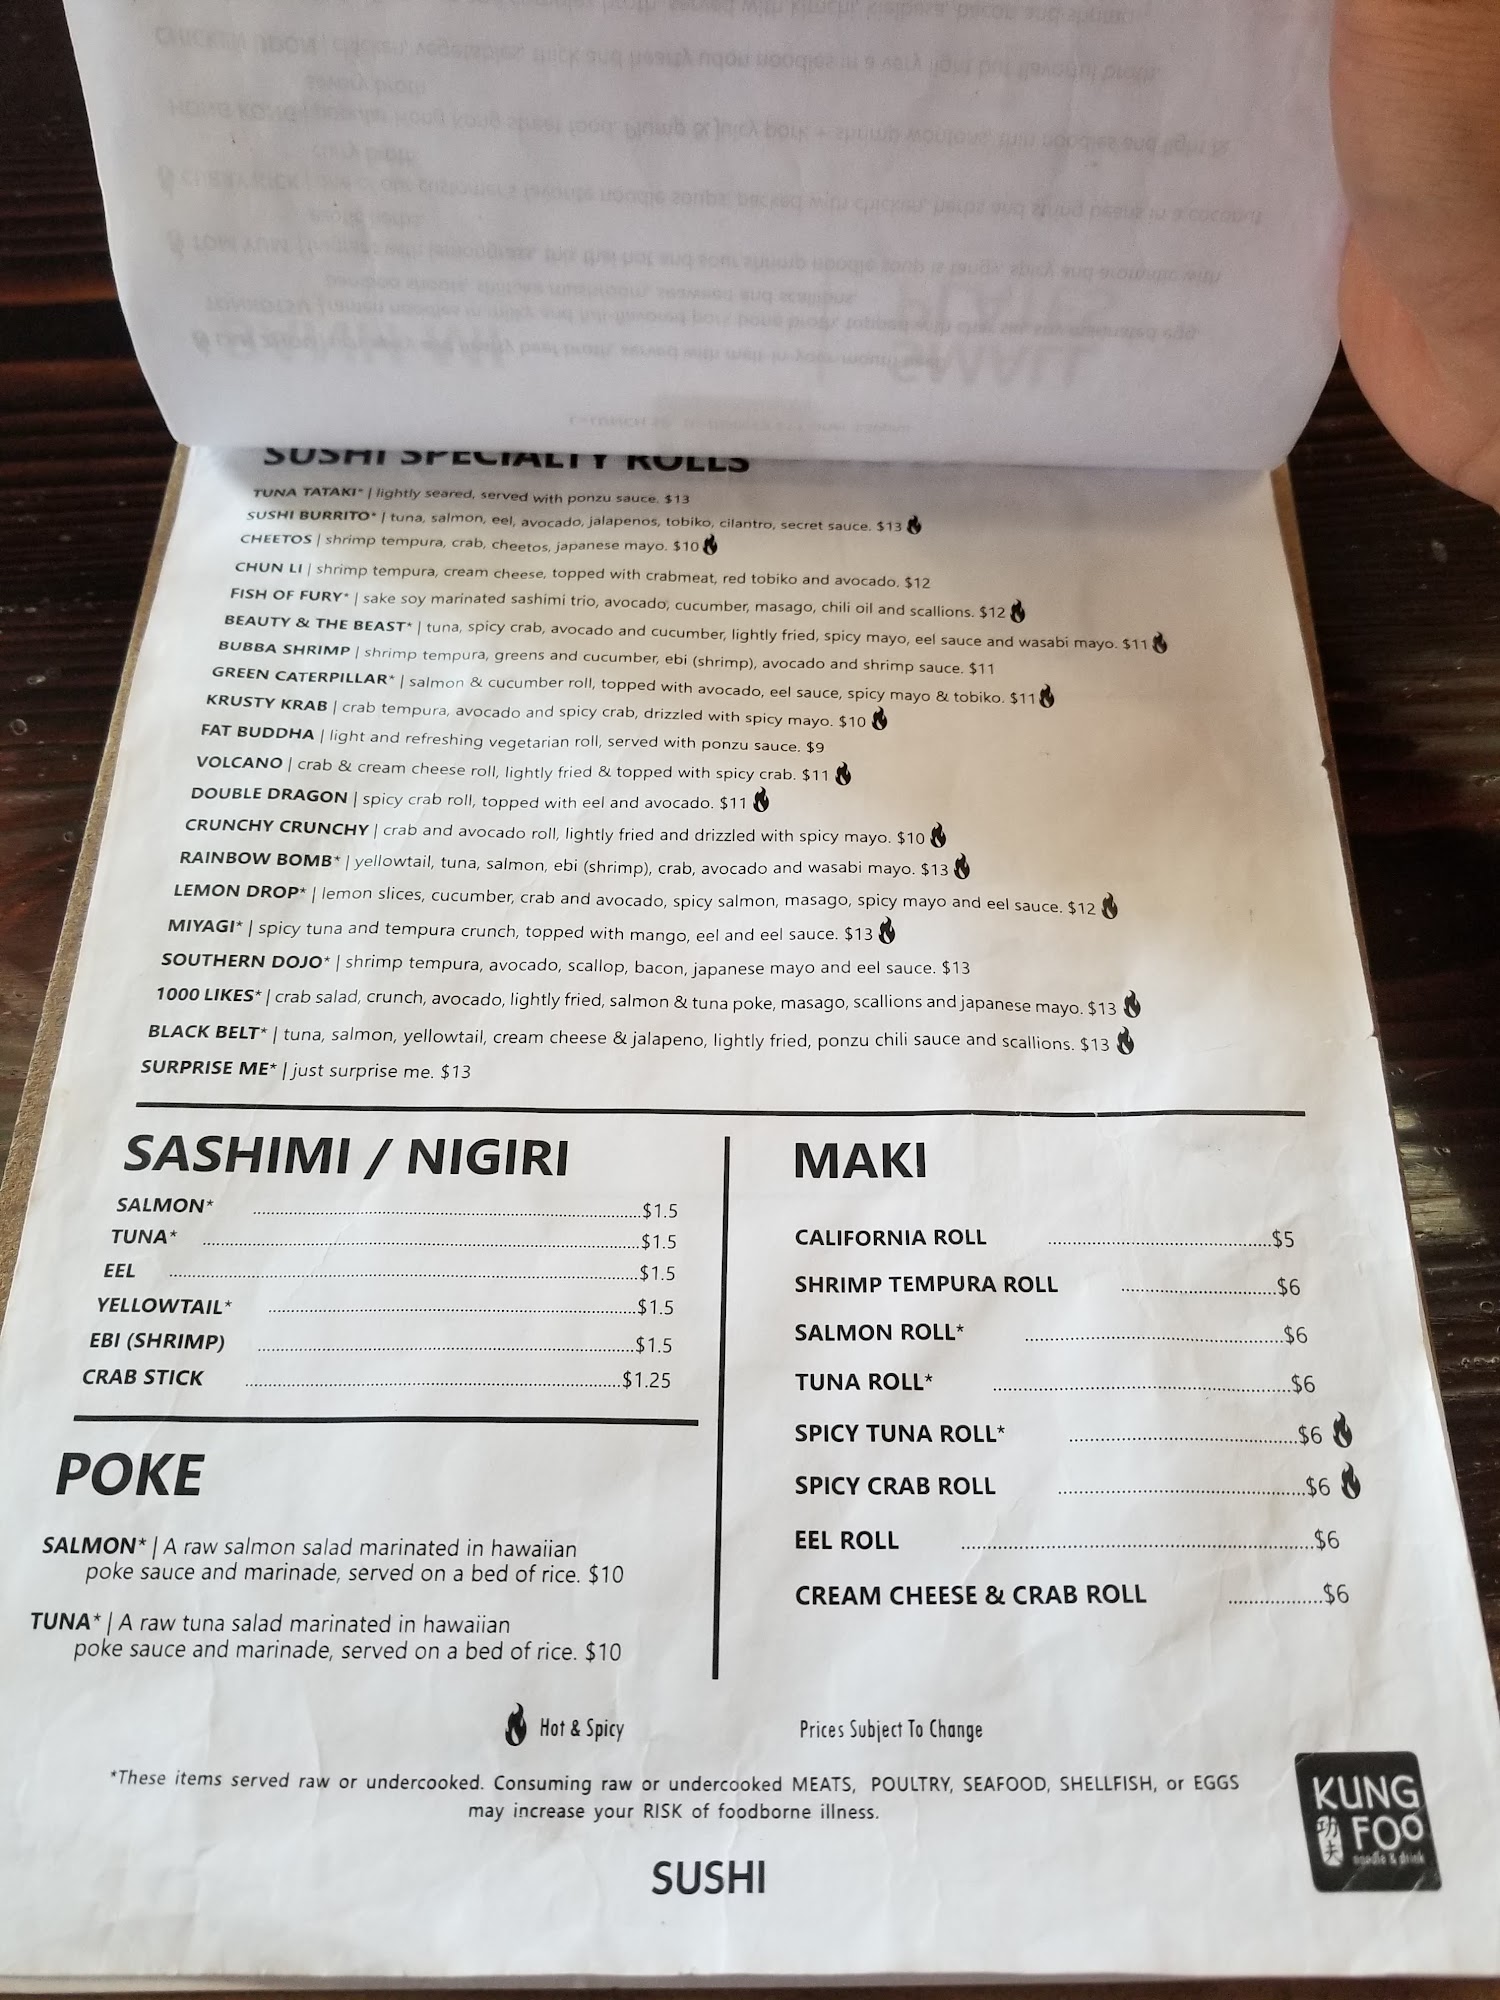 SUSHI SPECIALTY ROLLS
TUNA TATAKI* | lightly seared, served with ponzu sauce. $13
SUSHI BURRITO* | tuna, salmon, eel, avocado, jalapenos, tobiko, cilantro, secret sauce. $13
CHEETOS | shrimp tempura, crab, cheetos, japanese mayo. $10
CHUN LI | shrimp tempura, cream cheese, topped with crabmeat, red tobiko and avocado. $12
FISH OF FURY* | sake soy marinated sashimi trio, avocado, cucumber, masago, chili oil and scallions. $12
BEAUTY & THE BEAST* | tuna, spicy crab, avocado and cucumber, lightly fried, spicy mayo, eel sauce and wasabi mayo. $11
BUBBA SHRIMP | shrimp tempura, greens and cucumber, ebi (shrimp), avocado and shrimp sauce. $11
GREEN CATERPILLAR* | salmon & cucumber roll, topped with avocado, eel sauce, spicy mayo & tobiko. $11
KRUSTY KRAB | crab tempura, avocado and spicy crab, drizzled with spicy mayo. $10
FAT BUDDHA | light and refreshing vegetarian roll, served with ponzu sauce. $9
VOLCANO | crab & cream cheese roll, lightly fried & topped with spicy crab. $11
DOUBLE DRAGON | spicy crab roll, topped with eel and avocado. $11
CRUNCHY CRUNCHY | crab and avocado roll, lightly fried and drizzled with spicy mayo. $10
RAINBOW BOMB* | yellowtail, tuna, salmon, ebi (shrimp), crab, avocado and wasabi mayo. $13
LEMON DROP* | lemon slices, cucumber, crab and avocado, spicy salmon, masago, spicy mayo and eel sauce. $12
MIYAGI* | spicy tuna and tempura crunch, topped with mango, eel and eel sauce. $13
SOUTHERN DOJO* | shrimp tempura, avocado, scallop, bacon, japanese mayo and eel sauce. $13
1000 LIKES* | crab salad, crunch, avocado, lightly fried, salmon & tuna poke, masago, scallions and japanese mayo. $13
BLACK BELT* | tuna, salmon, yellowtail, cream cheese & jalapeno, lightly fried, ponzu chili sauce and scallions. $13
SURPRISE ME* | just surprise me. $13
SASHIMI / NIGIRI
SALMON* $1.5
TUNA* $1.5
EEL $1.5
YELLOWTAIL* $1.5
EBI (SHRIMP) $1.5
CRAB STICK $1.25
POKE
SALMON* | A raw salmon salad marinated in hawaiian
poke sauce and marinade, served on a bed of rice. $10
TUNA* | A raw tuna salad marinated in hawaiian
poke sauce and marinade, served on a bed of rice. $10
MAKI
CALIFORNIA ROLL $5
SHRIMP TEMPURA ROLL $6
SALMON ROLL* $6
TUNA ROLL* $6
SPICY TUNA ROLL* $6
SPICY CRAB ROLL $6
EEL ROLL $6
CREAM CHEESE & CRAB ROLL $6
Hot & Spicy
Prices Subject To Change
*These items served raw or undercooked. Consuming raw or undercooked MEATS, POULTRY, SEAFOOD, SHELLFISH, or EGGS
may increase your RISK of foodborne illness.
SUSHI
KUNG
功夫 FOO
noodle & drink